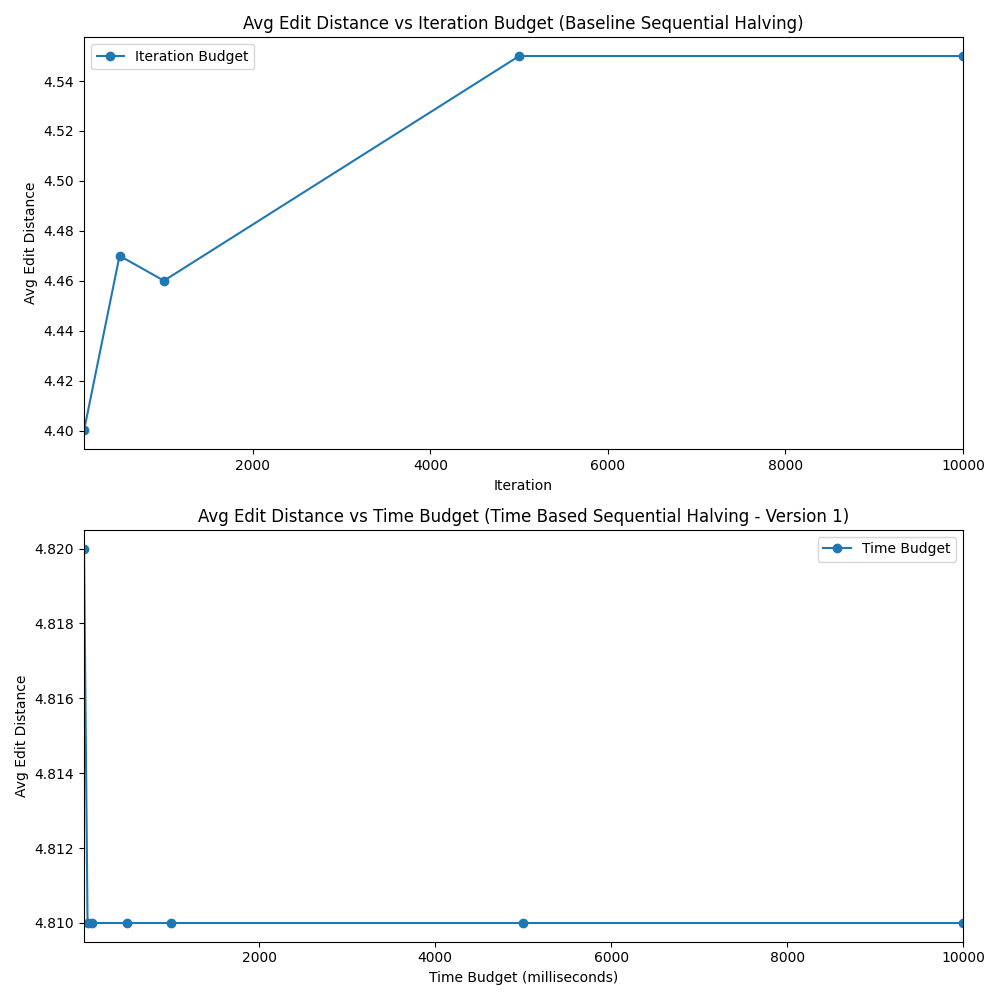 Avg Edit Distance vs Iteration Budget (Baseline Sequential Halving)
Iteration Budget
4.54
4.52
4.50
4.48
4.46
4.44
4.42
4.40
Avg Edit Distance
2000 4000 6000 8000 10000
Iteration
Avg Edit Distance vs Time Budget (Time Based Sequential Halving - Version 1)
Time Budget
4.820
4.818
4.816
4.814
4.812
4.810
Avg Edit Distance
2000 4000 6000 8000 10000
Time Budget (milliseconds)